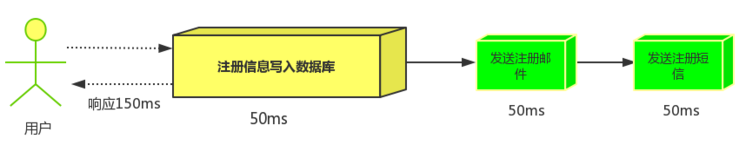 注册信息写入数据库
发送注册邮
件
发送注册短
信
响应150ms
50ms
50ms
50ms
用户